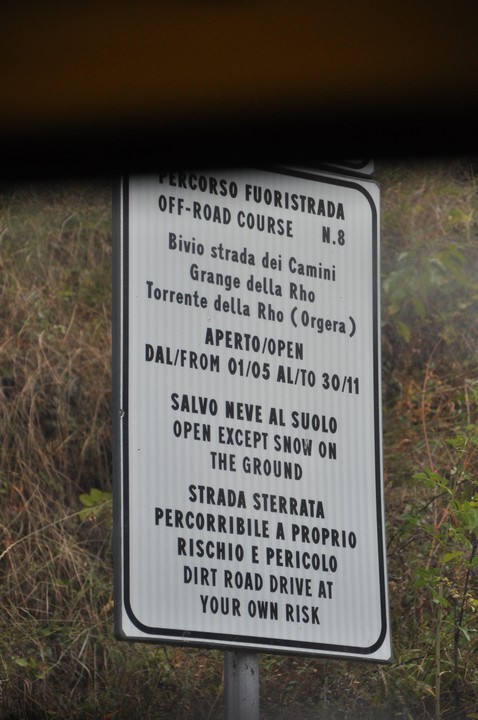 PERCORSO FUORISTRADA
OFF-ROAD COURSE N.8
Bivio strada dei Camini
Grange della Rho
Torrente della Rho (Orgera)
APERTO/OPEN
DAL/FROM 01/05 AL/TO 30/11
SALVO NEVE AL SUOLO
OPEN EXCEPT SNOW ON
THE GROUND
STRADA STERRATA
PERCORRIBILE A PROPRIO
RISCHIO E PERICOLO
DIRT ROAD DRIVE AT
YOUR OWN RISK